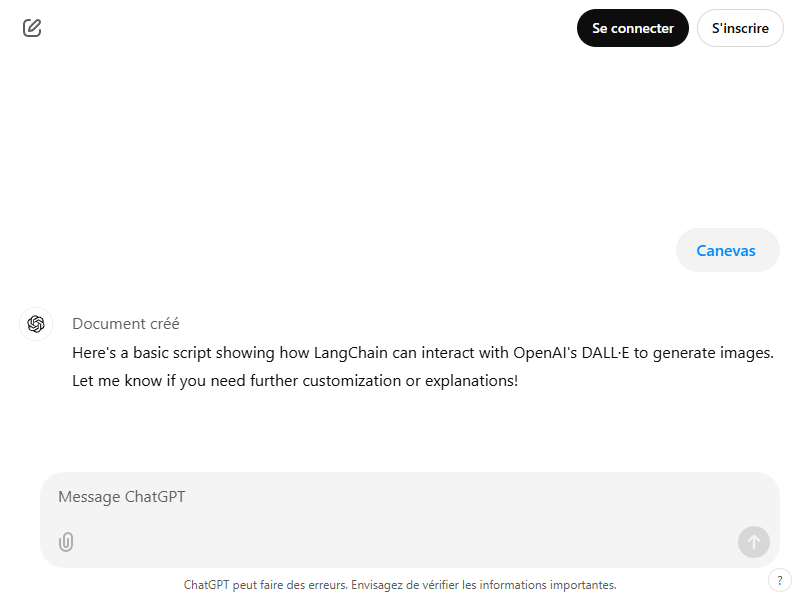 Se connecter
S'inscrire
Canevas
Document créé
Here's a basic script showing how LangChain can interact with OpenAI's DALL·E to generate images.
Let me know if you need further customization or explanations!
Message ChatGPT
ChatGPT peut faire des erreurs. Envisagez de vérifier les informations importantes.
?